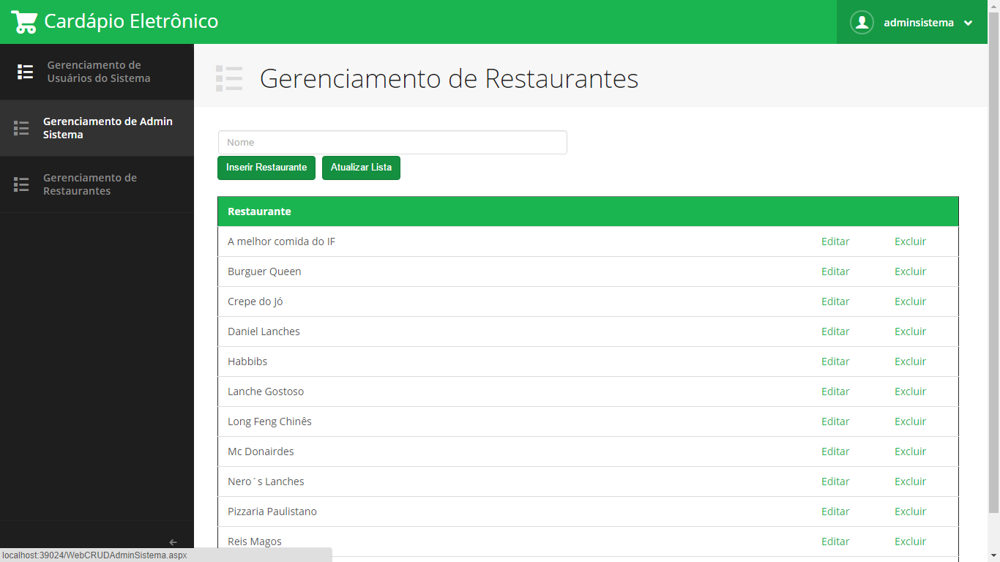 Cardápio Eletrônico
adminsistema
Gerenciamento de
Usuários do Sistema
Gerenciamento de Admin
Sistema
Gerenciamento de
Restaurantes
Gerenciamento de Restaurantes
Nome
Inserir Restaurante Atualizar Lista
Restaurante
A melhor comida do IF Editar Excluir
Burguer Queen Editar Excluir
Crepe do Jó Editar Excluir
Daniel Lanches Editar Excluir
Habbibs Editar Excluir
Lanche Gostoso Editar Excluir
Long Feng Chinês Editar Excluir
Mc Donairdes Editar Excluir
Nero´s Lanches Editar Excluir
Pizzaria Paulistano Editar Excluir
Reis Magos Editar Excluir
localhost:39024/WebCRUDAdminSistema.aspx